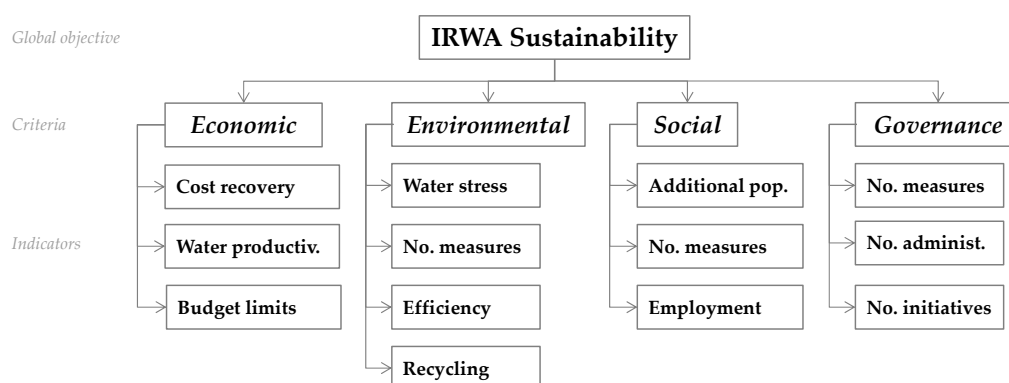 Global objective
IRWA Sustainability
Criteria
Economic
Environmental
Social
Governance
Indicators
Cost recovery
Water stress
Additional pop.
No. measures
Water productiv.
No. measures
No. measures
No. administ.
Budget limits
Efficiency
Employment
No. initiatives
Recycling